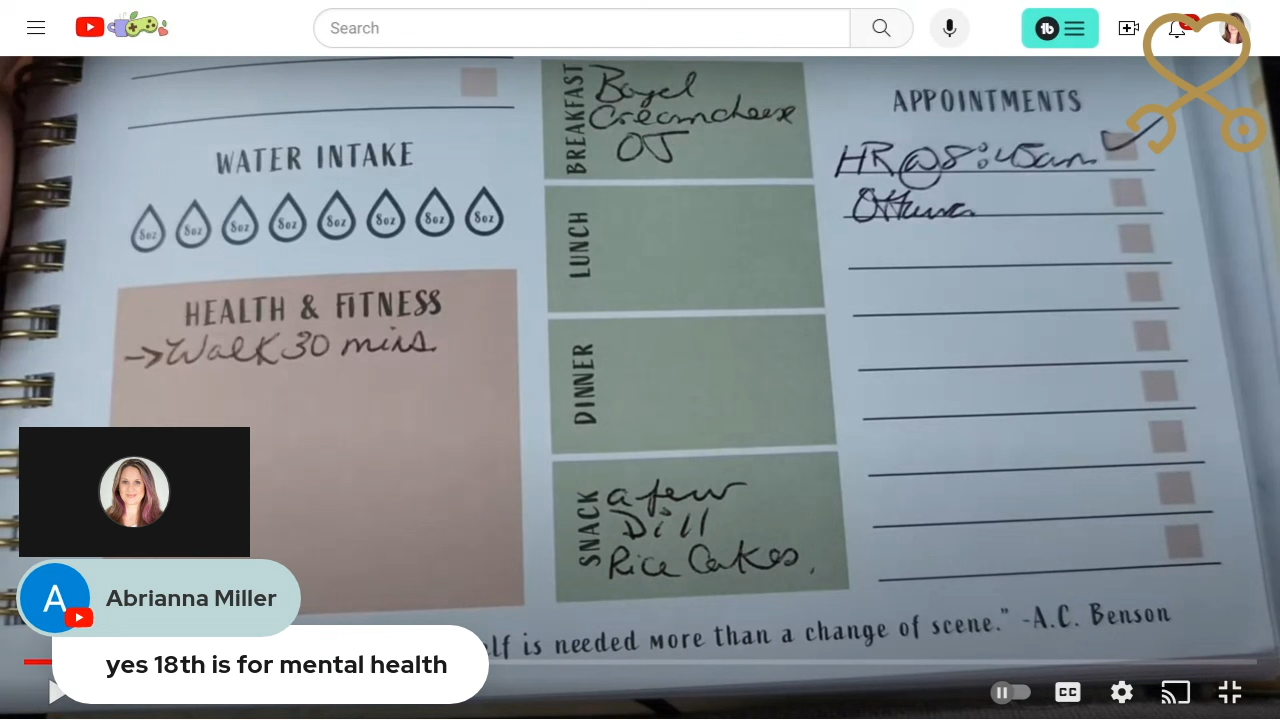 Search
WATER INTAKE
8oz 8oz 8oz 8oz 8oz 8oz 8oz 8oz
HEALTH & FITNESS
→Walk 30 mins.
BREAKFAST
Bagel
Creamcheese
OJ
LUNCH
DINNER
SNACK
a few
Dill
Rice Cakes.
APPOINTMENTS
HR @ 8:45am
Ottawa
is needed more than a change of scene." -A.C. Benson
A
Abrianna Miller
yes 18th is for mental health
CC